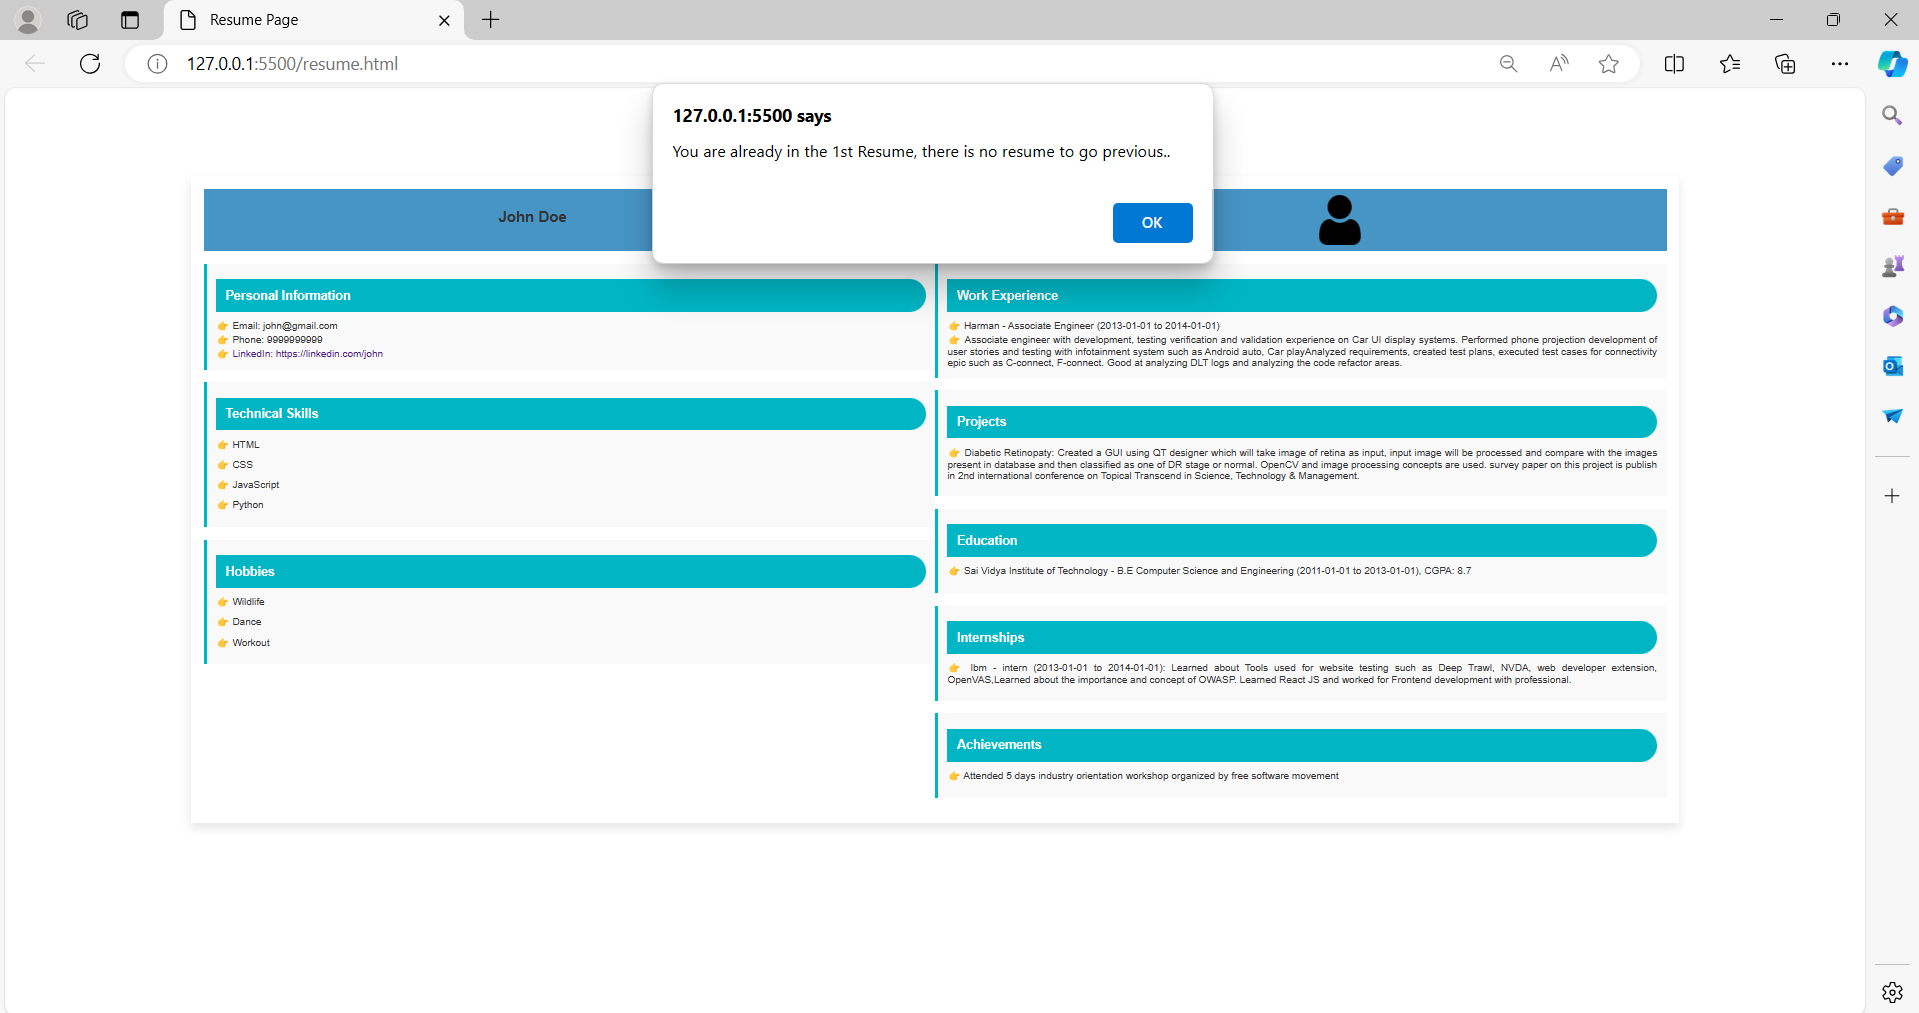 Resume Page
127.0.0.1:5500/resume.html
127.0.0.1:5500 says
You are already in the 1st Resume, there is no resume to go previous..
OK
John Doe
Personal Information
👉 Email: john@gmail.com
👉 Phone: 9999999999
👉 LinkedIn: https://linkedin.com/john
Technical Skills
👉 HTML
👉 CSS
👉 JavaScript
👉 Python
Hobbies
👉 Wildlife
👉 Dance
👉 Workout
Work Experience
👉 Harman - Associate Engineer (2013-01-01 to 2014-01-01)
👉 Associate engineer with development, testing verification and validation experience on Car UI display systems. Performed phone projection development of
user stories and testing with infotainment system such as Android auto, Car playAnalyzed requirements, created test plans, executed test cases for connectivity
epic such as C-connect, F-connect. Good at analyzing DLT logs and analyzing the code refactor areas.
Projects
👉 Diabetic Retinopaty: Created a GUI using QT designer which will take image of retina as input, input image will be processed and compare with the images
present in database and then classified as one of DR stage or normal. OpenCV and image processing concepts are used. survey paper on this project is publish
in 2nd international conference on Topical Transcend in Science, Technology & Management.
Education
👉 Sai Vidya Institute of Technology - B.E Computer Science and Engineering (2011-01-01 to 2013-01-01), CGPA: 8.7
Internships
👉 Ibm - intern (2013-01-01 to 2014-01-01): Learned about Tools used for website testing such as Deep Trawl, NVDA, web developer extension,
OpenVAS,Learned about the importance and concept of OWASP. Learned React JS and worked for Frontend development with professional.
Achievements
👉 Attended 5 days industry orientation workshop organized by free software movement